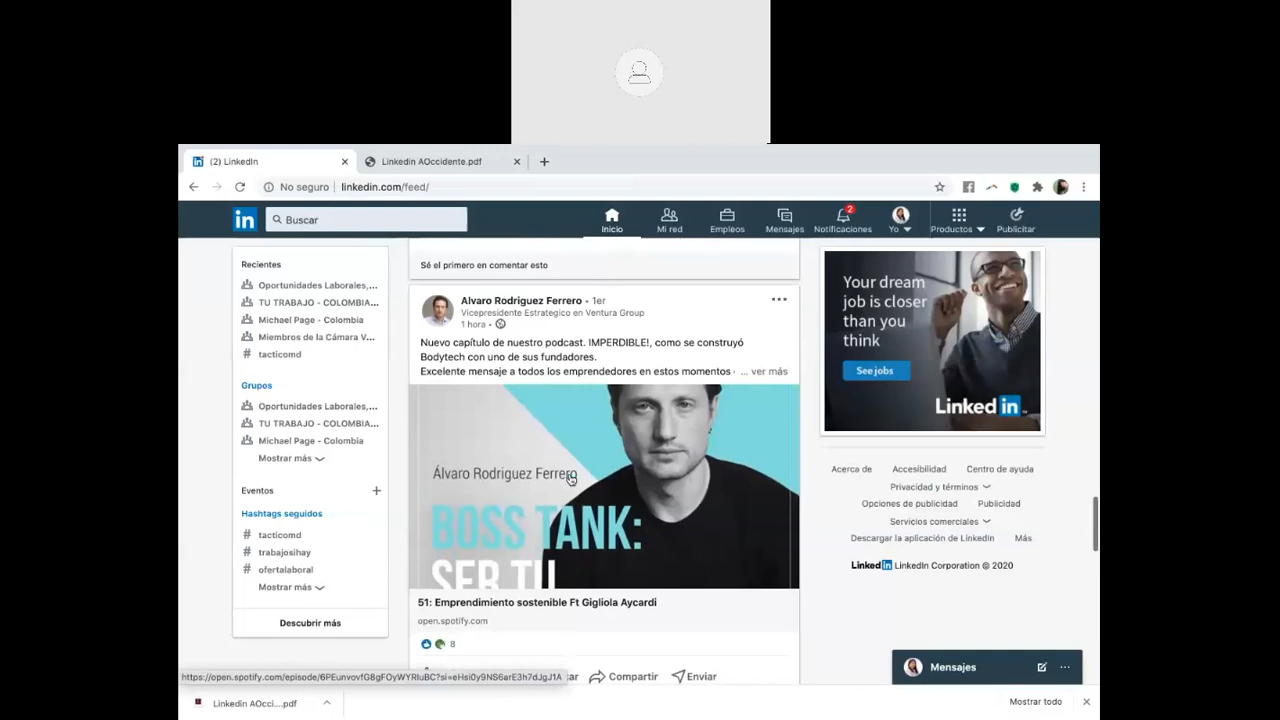 (2) LinkedIn
Linkedin AOccidente.pdf
No seguro
linkedin.com/feed/
in
Buscar
Inicio
Mi red
Empleos
Mensajes
2
Notificaciones
Yo
Productos
Publicitar
Recientes
Oportunidades Laborales,...
TU TRABAJO - COLOMBIA...
Michael Page - Colombia
Miembros de la Cámara V...
# tacticomd
Grupos
Oportunidades Laborales,...
TU TRABAJO - COLOMBIA...
Michael Page - Colombia
Mostrar más
Eventos
Hashtags seguidos
# tacticomd
# trabajosihay
# ofertalaboral
Mostrar más
Descubrir más
Sé el primero en comentar esto
Alvaro Rodriguez Ferrero • 1er
Vicepresidente Estrategico en Ventura Group
1 hora •
Nuevo capítulo de nuestro podcast. IMPERDIBLE!, como se construyó
Bodytech con uno de sus fundadores.
Excelente mensaje a todos los emprendedores en estos momentos
... ver más
Álvaro Rodriguez Ferrero
BOSS TANK:
SER TU
51: Emprendimiento sostenible Ft Gigliola Aycardi
open.spotify.com
8
Compartir
Enviar
Your dream
job is closer
than you
think
See jobs
Linked in
Acerca de
Accesibilidad
Centro de ayuda
Privacidad y términos
Opciones de publicidad
Publicidad
Servicios comerciales
Descargar la aplicación de Linkedin
Más
Linked in LinkedIn Corporation © 2020
Mensajes
Linkedin AOcci....pdf
Mostrar todo